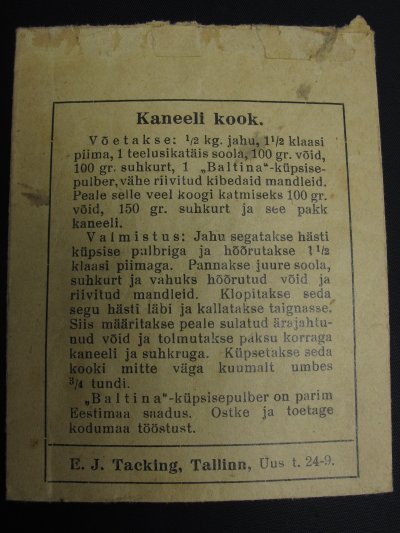 Kaneeli kook.
Võetakse: 1/2 kg. jahu, 1 1/2 klaasi
piima, 1 teelusikatäis soola, 100 gr. võid,
100 gr. suhkurt, 1 „Baltina“-küpsise-
pulber, vähe riivitud kibedaid mandleid.
Peale selle veel koogi katmiseks 100 gr.
võid, 150 gr. suhkurt ja see pakk
kaneeli.
Valmistus: Jahu segatakse hästi
küpsise pulbriga ja hõõrutakse 1 1/2
klaasi piimaga. Pannakse juure soola,
suhkurt ja vahuks hõõrutud võid ja
riivitud mandleid. Klopitakse seda
segu hästi läbi ja kallatakse taignasse.
Siis määritakse peale sulatud ärajahtu-
nud võid ja tolmutakse paksu korraga
kaneeli ja suhkruga. Küpsetakse seda
kooki mitte väga kuumalt umbes
3/4 tundi.
„Baltina“-küpsisepulber on parim
Eestimaa saadus. Ostke ja toetage
kodumaa tööstust.
E. J. Tacking, Tallinn, Uus t. 24-9.